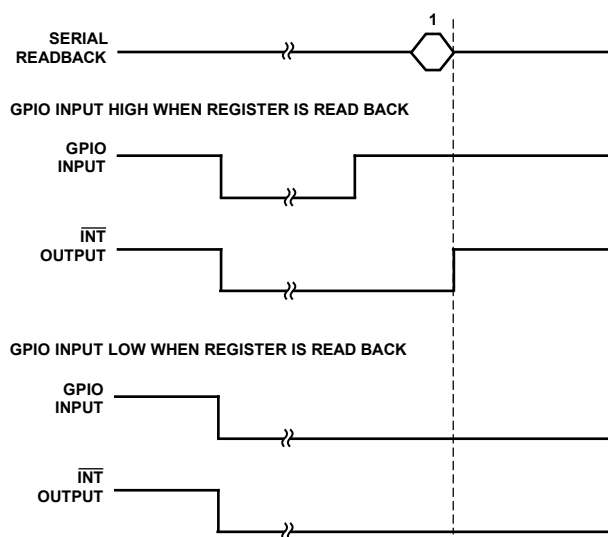 1
SERIAL
READBACK
GPIO INPUT HIGH WHEN REGISTER IS READ BACK
GPIO
INPUT
INT
OUTPUT
GPIO INPUT LOW WHEN REGISTER IS READ BACK
GPIO
INPUT
INT
OUTPUT